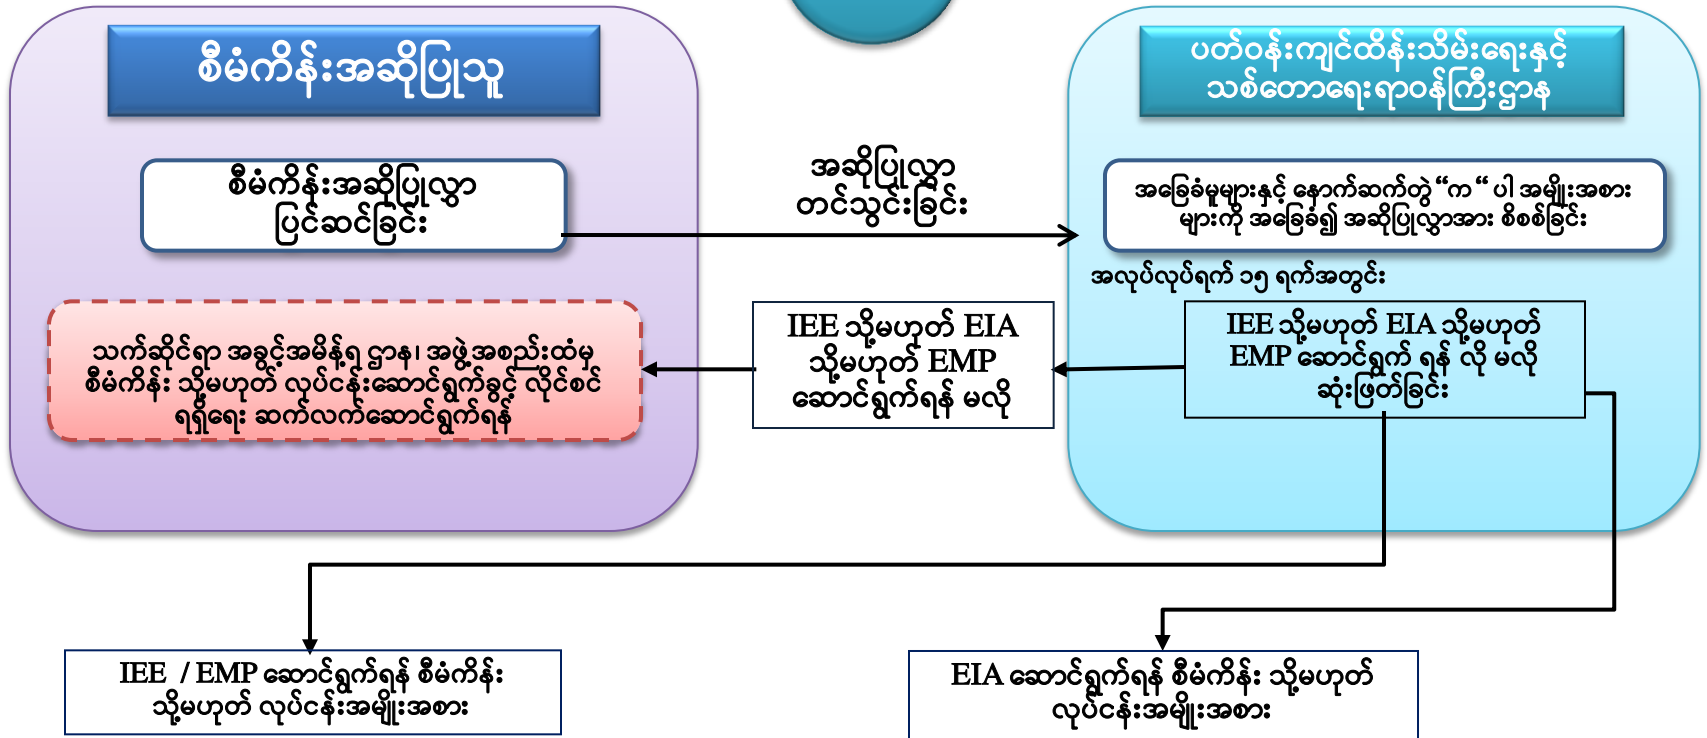 စီမံကိန်းအဆိုပြုသူ
ပတ်ဝန်းကျင်ထိန်းသိမ်းရေးနှင့်
သစ်တောရေးရာဝန်ကြီးဌာန
စီမံကိန်းအဆိုပြုလွှာ
ပြင်ဆင်ခြင်း
အဆိုပြုလွှာ
တင်သွင်းခြင်း
အခြေခံမူများနှင့် နောက်ဆက်တွဲ “က “ ပါ အမျိုးအစား
များကို အခြေခံ၍ အဆိုပြုလွှာအား စိစစ်ခြင်း
အလုပ်လုပ်ရက် ၁၅ ရက်အတွင်း
သက်ဆိုင်ရာ အခွင့်အမိန့်ရ ဌာန၊ အဖွဲ့အစည်းထံမှ
စီမံကိန်း သို့မဟုတ် လုပ်ငန်းဆောင်ရွက်ခွင့် လိုင်စင်
ရရှိရေး ဆက်လက်ဆောင်ရွက်ရန်
IEE သို့မဟုတ် EIA
သို့မဟုတ် EMP
ဆောင်ရွက်ရန် မလို
IEE သို့မဟုတ် EIA သို့မဟုတ်
EMP ဆောင်ရွက် ရန် လို မလို
ဆုံးဖြတ်ခြင်း
IEE / EMP ဆောင်ရွက်ရန် စီမံကိန်း
သို့မဟုတ် လုပ်ငန်းအမျိုးအစား
EIA ဆောင်ရွက်ရန် စီမံကိန်း သို့မဟုတ်
လုပ်ငန်းအမျိုးအစား